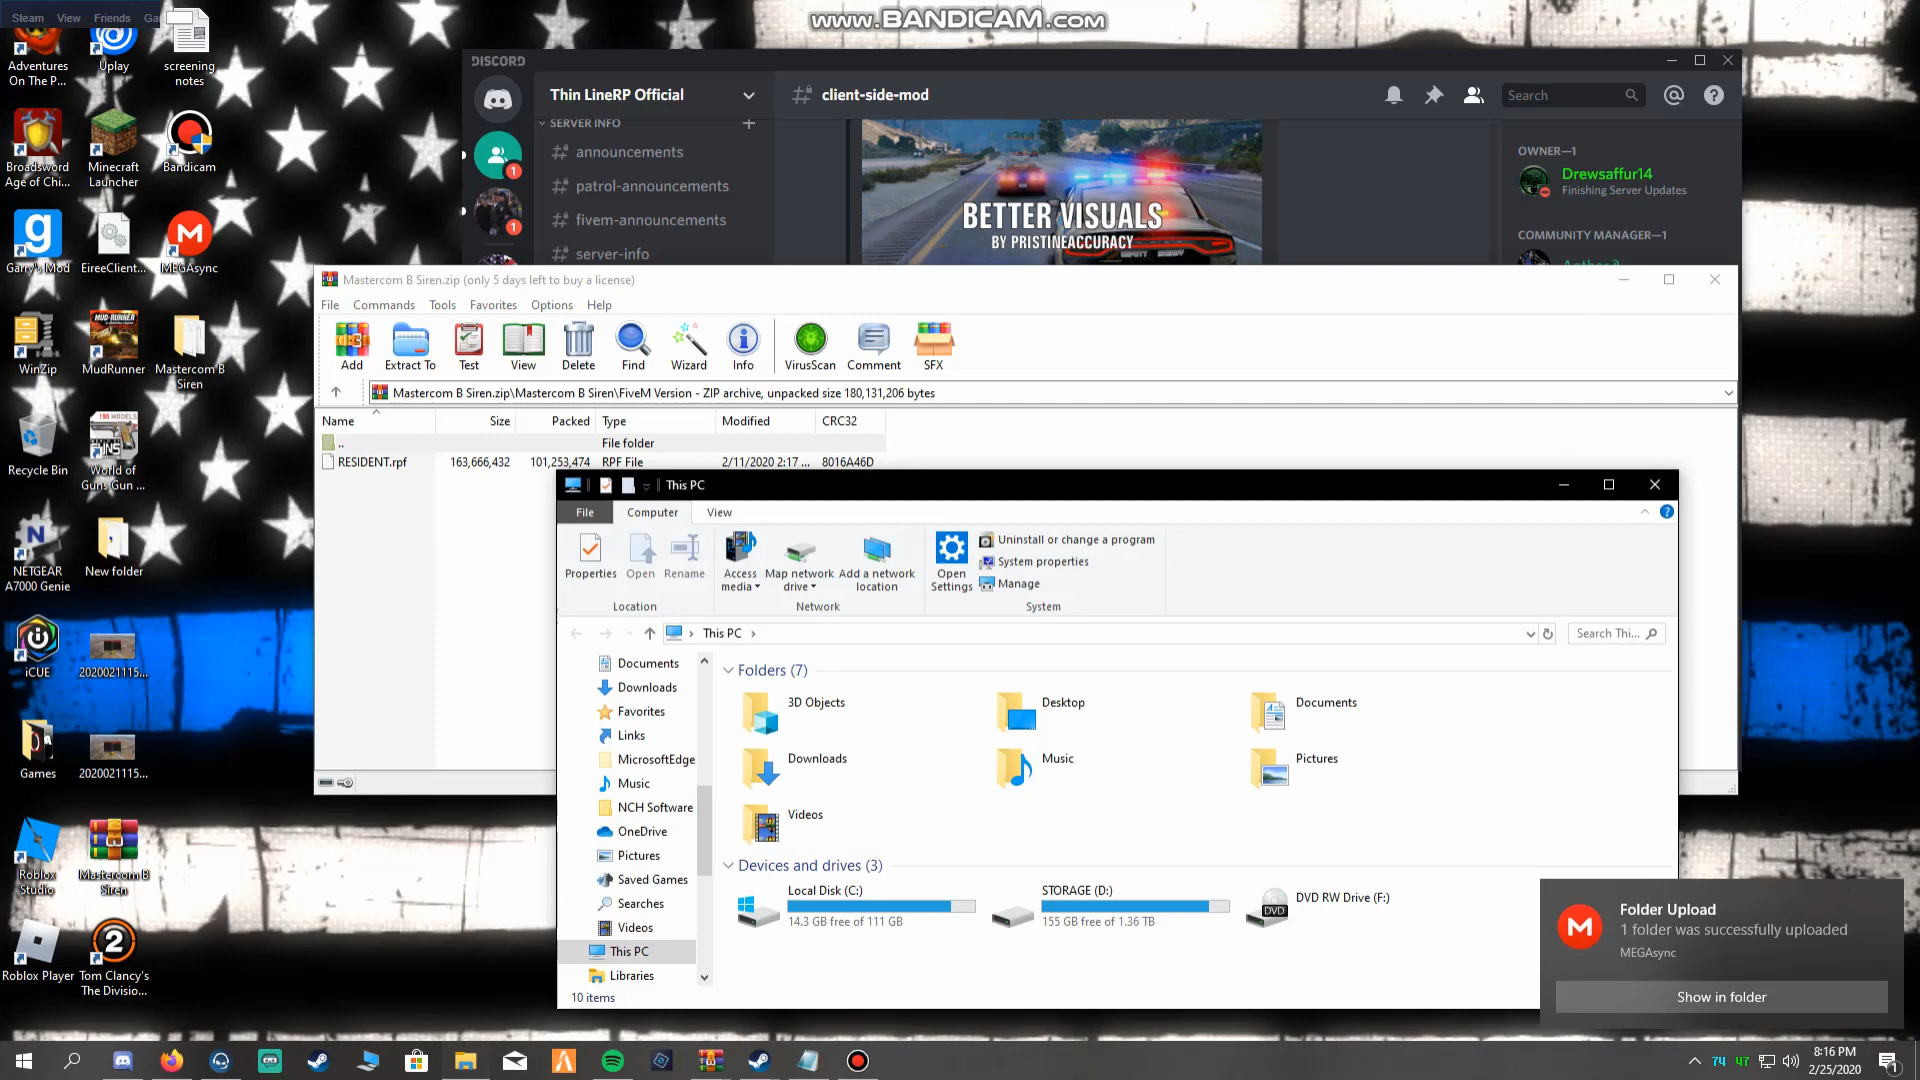 Steam View Friends Ga
www.BANDICAM.com
Adventures
On The P...
Uplay
screening
notes
Broadsword
Age of Chi...
Minecraft
Launcher
Bandicam
Garry's Mod
EireeClient...
MEGAsync
WinZip
MudRunner
Mastercom B
Siren
Recycle Bin
World of
Guns Gun ...
NETGEAR
A7000 Genie
New folder
iCUE
2020021115...
Games
2020021115...
Roblox
Studio
Mastercom B
Siren
Roblox Player
Tom Clancy's
The Divisio...
DISCORD
Thin LineRP Official
client-side-mod
Search
SERVER INFO
announcements
patrol-announcements
fivem-announcements
server-info
1
1
BETTER VISUALS
BY PRISTINEACCURACY
OWNER—1
Drewsaffur14
Finishing Server Updates
COMMUNITY MANAGER—1
Mastercom B Siren.zip (only 5 days left to buy a license)
File Commands Tools Favorites Options Help
Add Extract To Test View Delete Find Wizard Info VirusScan Comment SFX
Mastercom B Siren.zip\Mastercom B Siren\FiveM Version - ZIP archive, unpacked size 180,131,206 bytes
Name Size Packed Type Modified CRC32
.. File folder
RESIDENT.rpf 163,666,432 101,253,474 RPF File 2/11/2020 2:17 ... 8016A46D
This PC
File Computer View
Properties
Open
Rename
Access
media
Map network
drive
Add a network
location
Open
Settings
Uninstall or change a program
System properties
Manage
Location Network System
This PC
Search Thi...
Documents
Downloads
Favorites
Links
MicrosoftEdge
Music
NCH Software
OneDrive
Pictures
Saved Games
Searches
Videos
This PC
Libraries
Folders (7)
3D Objects
Desktop
Documents
Downloads
Music
Pictures
Videos
Devices and drives (3)
Local Disk (C:)
14.3 GB free of 111 GB
STORAGE (D:)
155 GB free of 1.36 TB
DVD
DVD RW Drive (F:)
10 items
Folder Upload
1 folder was successfully uploaded
MEGAsync
Show in folder
74 47
8:16 PM
2/25/2020
1